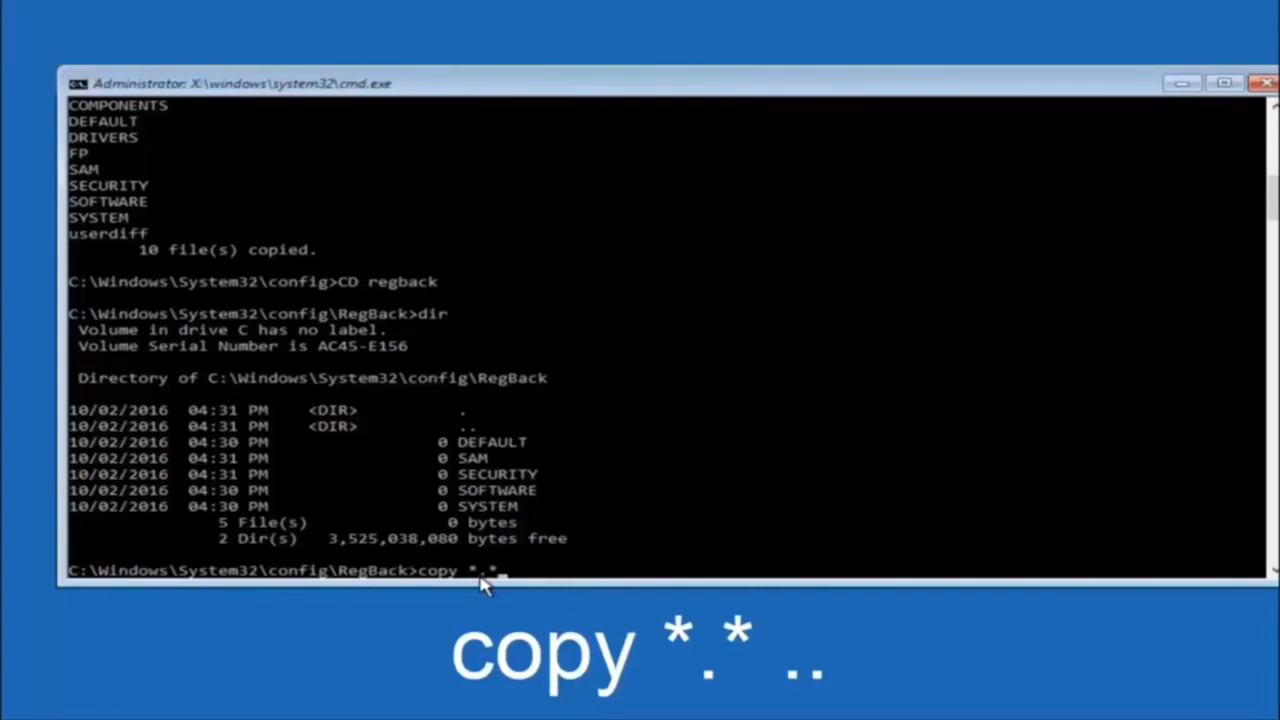 Administrator: X:\windows\system32\cmd.exe
COMPONENTS
DEFAULT
DRIVERS
FP
SAM
SECURITY
SOFTWARE
SYSTEM
userdiff
10 file(s) copied.
C:\Windows\System32\config>CD regback
C:\Windows\System32\config\RegBack>dir
Volume in drive C has no label.
Volume Serial Number is AC45-E156
Directory of C:\Windows\System32\config\RegBack
10/02/2016 04:31 PM <DIR> .
10/02/2016 04:31 PM <DIR> ..
10/02/2016 04:30 PM 0 DEFAULT
10/02/2016 04:31 PM 0 SAM
10/02/2016 04:31 PM 0 SECURITY
10/02/2016 04:30 PM 0 SOFTWARE
10/02/2016 04:30 PM 0 SYSTEM
5 File(s) 0 bytes
2 Dir(s) 3,525,038,080 bytes free
C:\Windows\System32\config\RegBack>copy *.*_
copy *.* ..